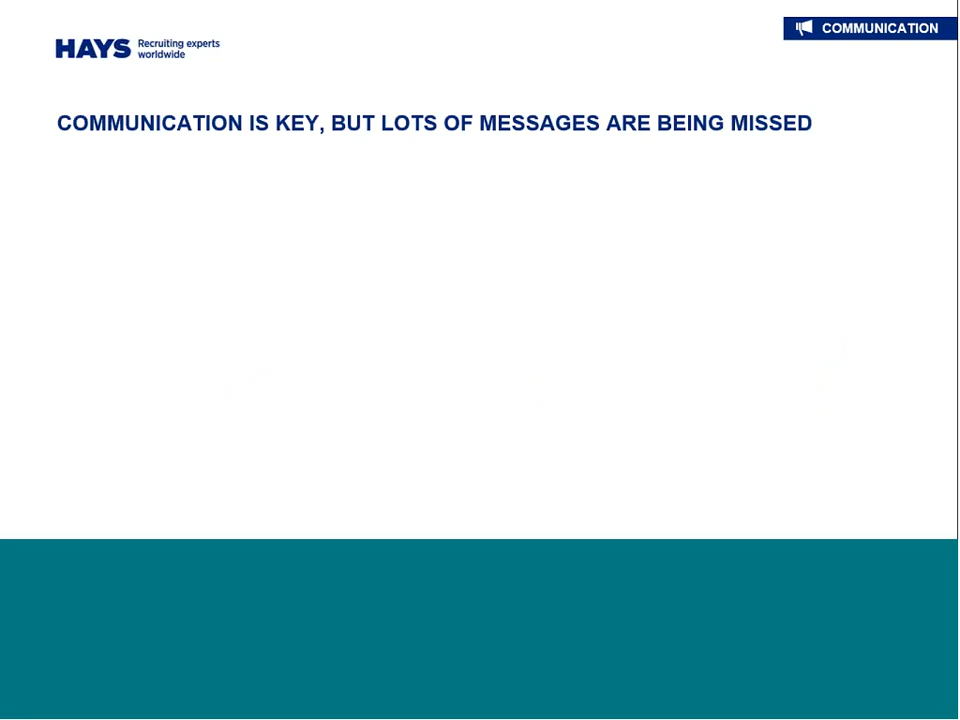 COMMUNICATION
HAYS Recruiting experts
worldwide
COMMUNICATION IS KEY, BUT LOTS OF MESSAGES ARE BEING MISSED